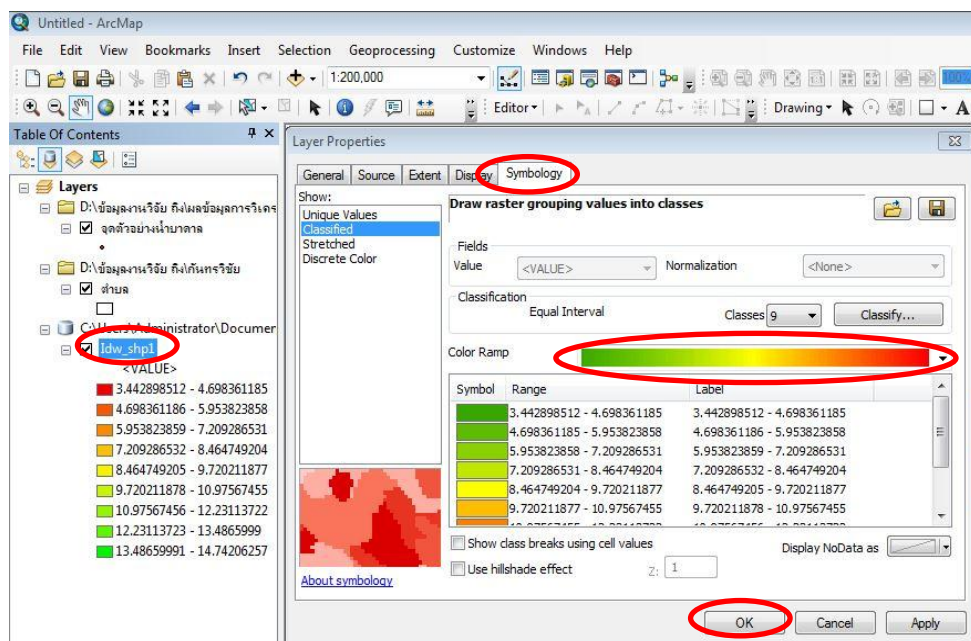 Untitled - ArcMap
File Edit View Bookmarks Insert Selection Geoprocessing Customize Windows Help
1:200,000 100%
Editor Drawing A
Table Of Contents
Layers
D:\ข้อมูลงานวิจัย กิ่ง\ผลข้อมูลการวิเคร
จุดตัวอย่างน้ำบาดาล
D:\ข้อมูลงานวิจัย กิ่ง\กันทรวิชัย
ตำบล
C:\Users\Administrator\Documen
Idw_shp1
<VALUE>
3.442898512 - 4.698361185
4.698361186 - 5.953823858
5.953823859 - 7.209286531
7.209286532 - 8.464749204
8.464749205 - 9.720211877
9.720211878 - 10.97567455
10.97567456 - 12.23113722
12.23113723 - 13.4865999
13.48659991 - 14.74206257
Layer Properties
General Source Extent Display Symbology
Show:
Unique Values
Classified
Stretched
Discrete Color
About symbology
Draw raster grouping values into classes
Fields
Value <VALUE> Normalization <None>
Classification
Equal Interval Classes 9 Classify...
Color Ramp
Symbol Range Label
3.442898512 - 4.698361185 3.442898512 - 4.698361185
4.698361185 - 5.953823858 4.698361186 - 5.953823858
5.953823858 - 7.209286531 5.953823859 - 7.209286531
7.209286531 - 8.464749204 7.209286532 - 8.464749204
8.464749204 - 9.720211877 8.464749205 - 9.720211877
9.720211877 - 10.97567455 9.720211878 - 10.97567455
10.97567455 - 12.23113722 10.97567456 - 12.23113722
Show class breaks using cell values Display NoData as
Use hillshade effect Z: 1
OK Cancel Apply